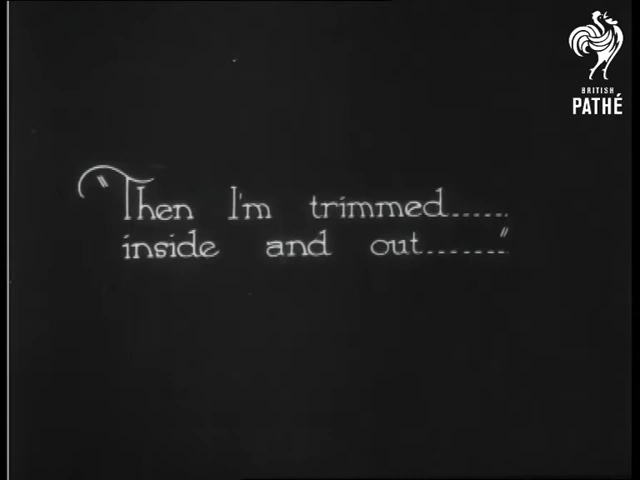 BRITISH
PATHÉ
"Then I'm trimmed......
inside and out......."